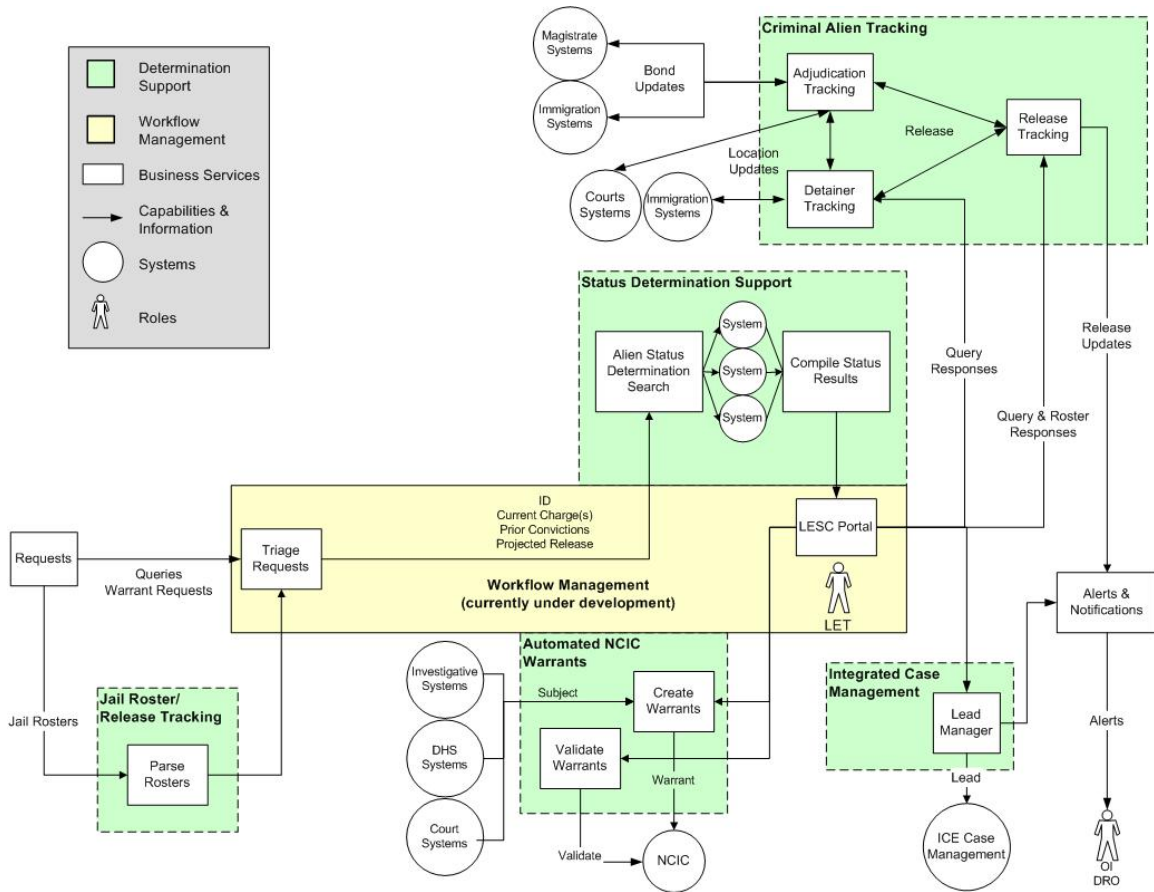 Determination
Support
Workflow
Management
Business Services
Capabilities &
Information
Systems
Roles
Criminal Alien Tracking
Magistrate
Systems
Immigration
Systems
Bond
Updates
Adjudication
Tracking
Release
Tracking
Release
Location
Updates
Courts
Systems
Immigration
Systems
Detainer
Tracking
Status Determination Support
Alien Status
Determination
Search
System
System
System
Compile Status
Results
Query
Responses
Query & Roster
Responses
Release
Updates
Requests
Queries
Warrant Requests
Triage
Requests
ID
Current Charge(s)
Prior Convictions
Projected Release
LESC Portal
LET
Workflow Management
(currently under development)
Alerts &
Notifications
Jail Rosters
Jail Roster/
Release Tracking
Parse
Rosters
Automated NCIC
Warrants
Investigative
Systems
DHS
Systems
Court
Systems
Subject
Create
Warrants
Validate
Warrants
Warrant
Validate
NCIC
Integrated Case
Management
Lead
Manager
Lead
ICE Case
Management
Alerts
OI
DRO